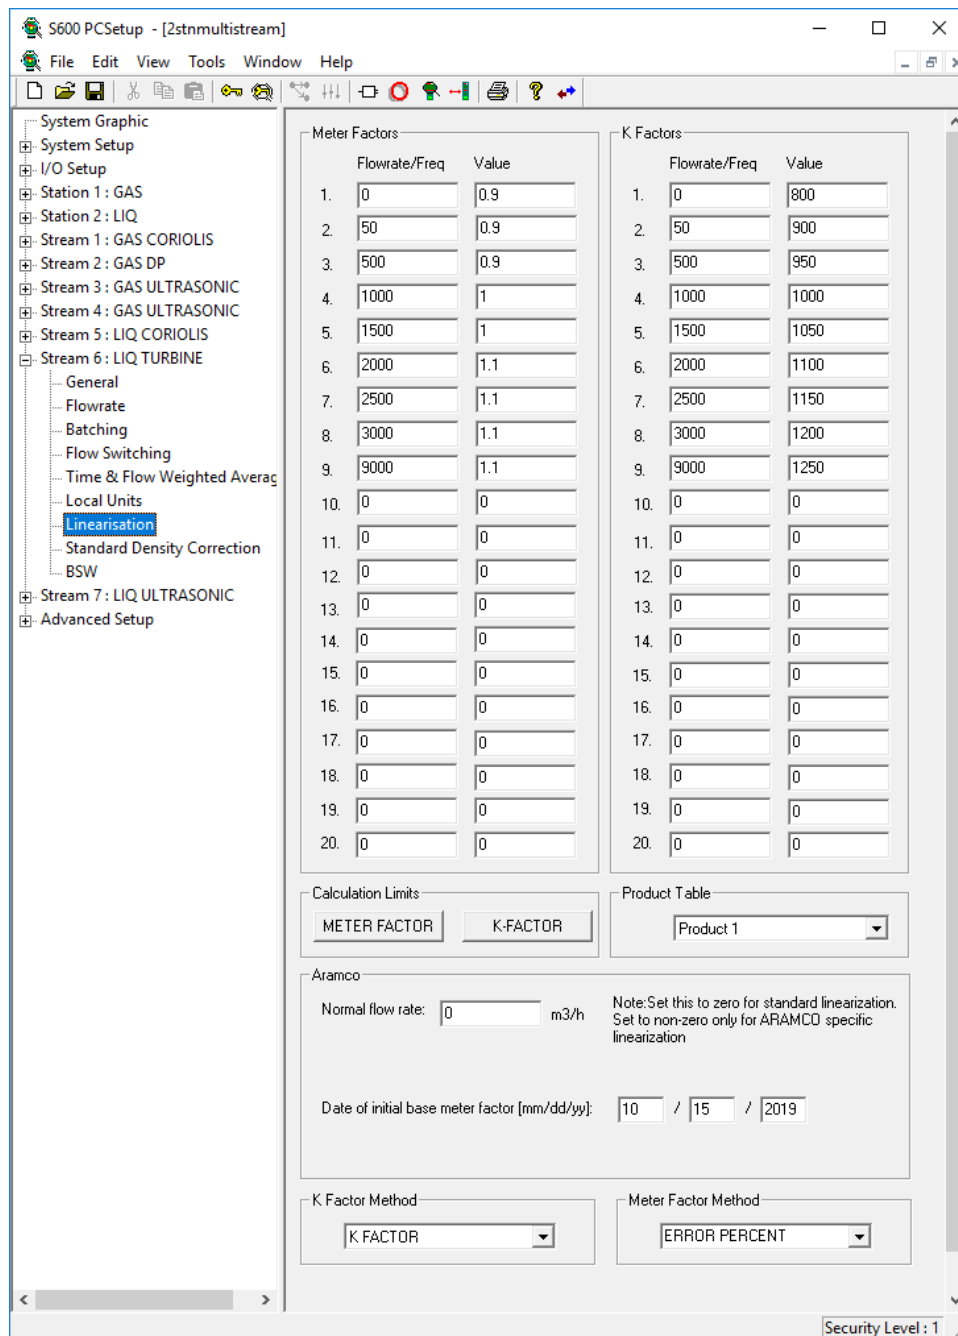 S600 PCSetup - [2stnmultistream]
File Edit View Tools Window Help
System Graphic
System Setup
I/O Setup
Station 1 : GAS
Station 2 : LIQ
Stream 1 : GAS CORIOLIS
Stream 2 : GAS DP
Stream 3 : GAS ULTRASONIC
Stream 4 : GAS ULTRASONIC
Stream 5 : LIQ CORIOLIS
Stream 6 : LIQ TURBINE
General
Flowrate
Batching
Flow Switching
Time & Flow Weighted Averag
Local Units
Linearisation
Standard Density Correction
BSW
Stream 7 : LIQ ULTRASONIC
Advanced Setup
Meter Factors
Flowrate/Freq Value
1. 0 0.9
2. 50 0.9
3. 500 0.9
4. 1000 1
5. 1500 1
6. 2000 1.1
7. 2500 1.1
8. 3000 1.1
9. 9000 1.1
10. 0 0
11. 0 0
12. 0 0
13. 0 0
14. 0 0
15. 0 0
16. 0 0
17. 0 0
18. 0 0
19. 0 0
20. 0 0
K Factors
Flowrate/Freq Value
1. 0 800
2. 50 900
3. 500 950
4. 1000 1000
5. 1500 1050
6. 2000 1100
7. 2500 1150
8. 3000 1200
9. 9000 1250
10. 0 0
11. 0 0
12. 0 0
13. 0 0
14. 0 0
15. 0 0
16. 0 0
17. 0 0
18. 0 0
19. 0 0
20. 0 0
Calculation Limits
METER FACTOR K-FACTOR
Product Table
Product 1
Aramco
Normal flow rate: 0 m3/h
Note:Set this to zero for standard linearization.
Set to non-zero only for ARAMCO specific
linearization
Date of initial base meter factor [mm/dd/yy]: 10 / 15 / 2019
K Factor Method
K FACTOR
Meter Factor Method
ERROR PERCENT
Security Level : 1